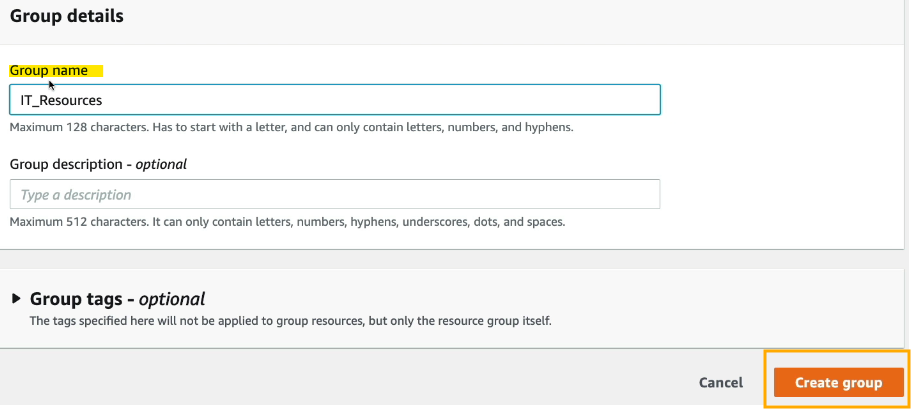 Group details
Group name
IT_Resources
Maximum 128 characters. Has to start with a letter, and can only contain letters, numbers, and hyphens.
Group description - optional
Type a description
Maximum 512 characters. It can only contain letters, numbers, hyphens, underscores, dots, and spaces.
Group tags - optional
The tags specified here will not be applied to group resources, but only the resource group itself.
Cancel Create group